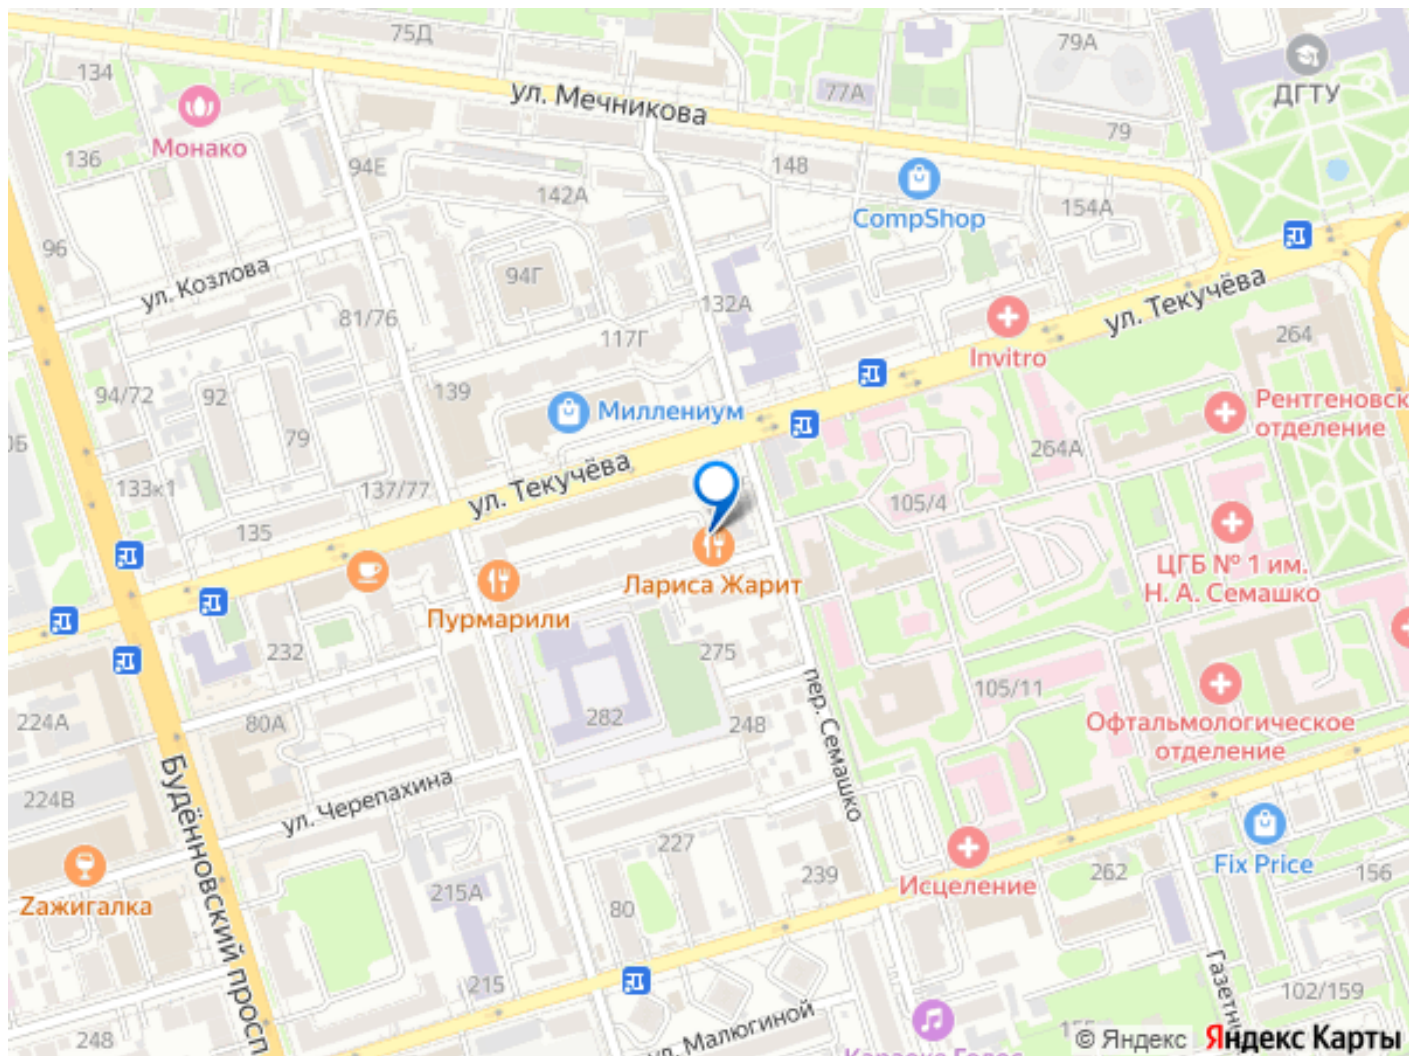 75Д
79А
ДГТУ
134
77А
ул. Мечникова
79
Монако
136
94Е
148
142А
CompShop
154А
96
ул. Козлова
94Г
132А
ул. Текучёва
81/76
117Г
Invitro
264
94/72
92
139
Миллениум
Рентгеновск
отделение
79
264А
133к1
137/77
ул. Текучёва
105/4
135
ЦГБ № 1 им.
Н. А. Семашко
Лариса Жарит
Пурмарили
232
275
105/11
пер. Семашко
224А
80А
282
248
Офтальмологическое
отделение
Будённовский просп
224В
ул. Черепахина
227
Fix Price
Исцеление
239
262
156
Zажигалка
215А
80
215
Газетны
102/159
248
ул. Малюгиной
Караоке Голос
© Яндекс
Яндекс Карты